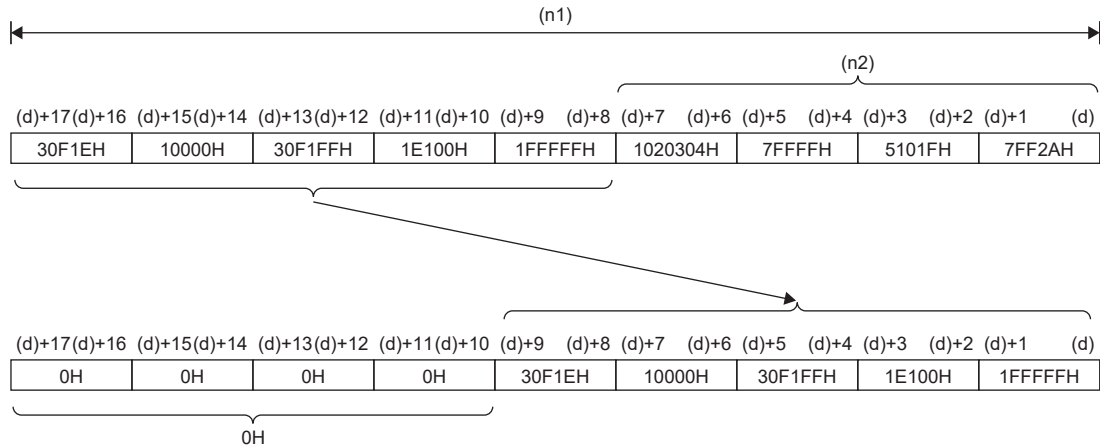 (n1)
(n2)
(d)+17(d)+16 (d)+15(d)+14 (d)+13(d)+12 (d)+11(d)+10 (d)+9 (d)+8 (d)+7 (d)+6 (d)+5 (d)+4 (d)+3 (d)+2 (d)+1 (d)
30F1EH 10000H 30F1FFH 1E100H 1FFFFFH 1020304H 7FFFFH 5101FH 7FF2AH
(d)+17(d)+16 (d)+15(d)+14 (d)+13(d)+12 (d)+11(d)+10 (d)+9 (d)+8 (d)+7 (d)+6 (d)+5 (d)+4 (d)+3 (d)+2 (d)+1 (d)
0H 0H 0H 0H 30F1EH 10000H 30F1FFH 1E100H 1FFFFFH
0H